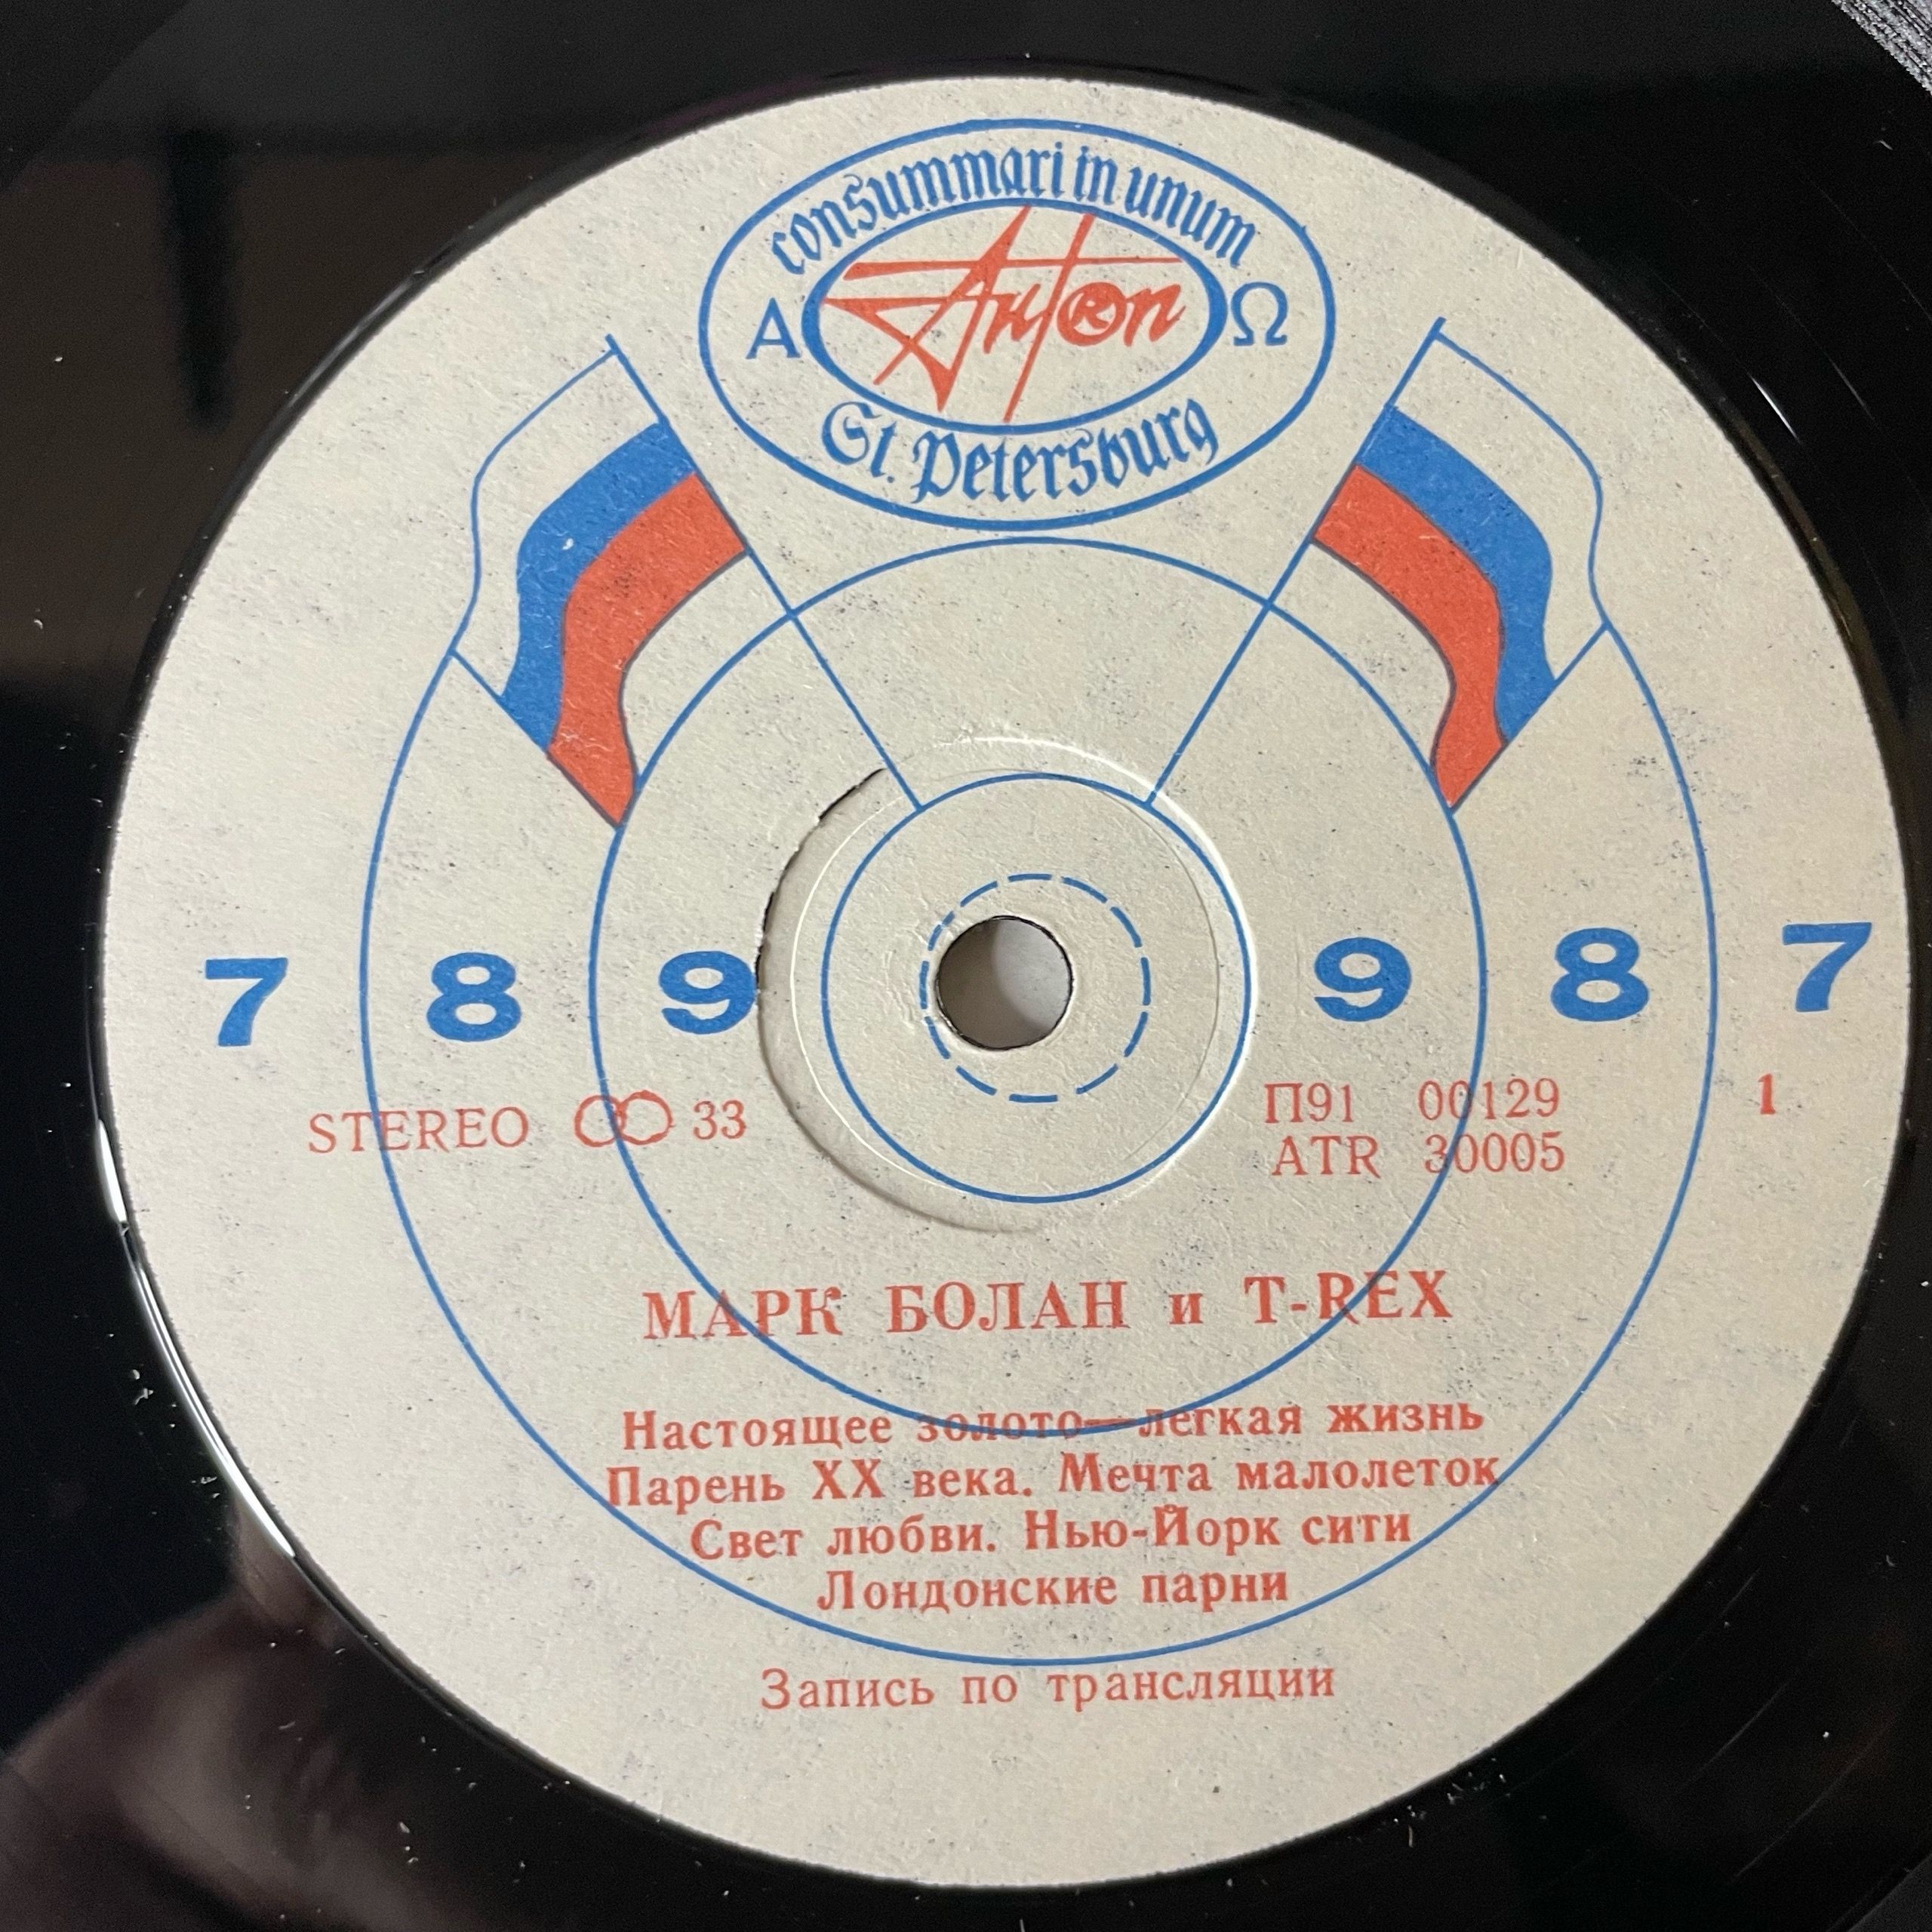 consummari in unum
A AntRon Ω
St. Petersburg
7 8 9 9 8 7
STEREO 33 П91 00129 1
ATR 30005
МАРК БОЛАН и T-REX
Настоящее золото—легкая жизнь
Парень XX века. Мечта малолеток
Свет любви. Нью-Йорк сити
Лондонские парни
Запись по трансляции